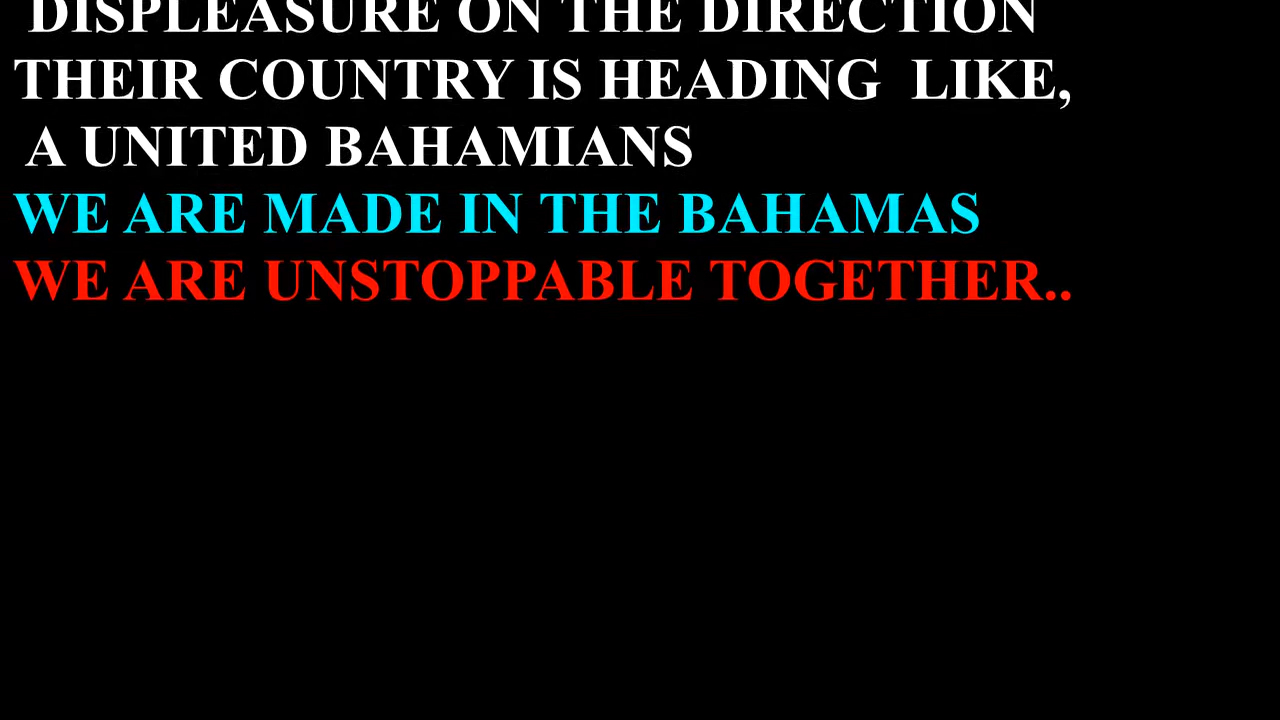 DISPLEASURE ON THE DIRECTION
THEIR COUNTRY IS HEADING  LIKE,
A UNITED BAHAMIANS
WE ARE MADE IN THE BAHAMAS
WE ARE UNSTOPPABLE TOGETHER..